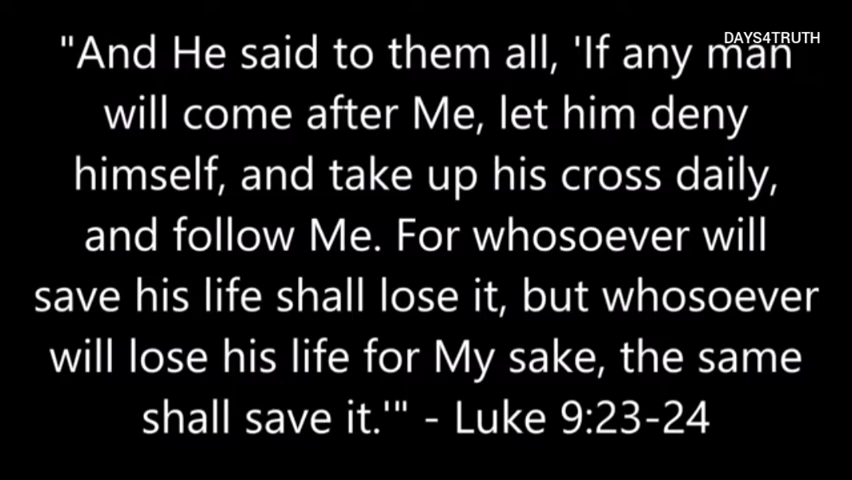 DAYS4TRUTH
"And He said to them all, 'If any man
will come after Me, let him deny
himself, and take up his cross daily,
and follow Me. For whosoever will
save his life shall lose it, but whosoever
will lose his life for My sake, the same
shall save it.'" - Luke 9:23-24